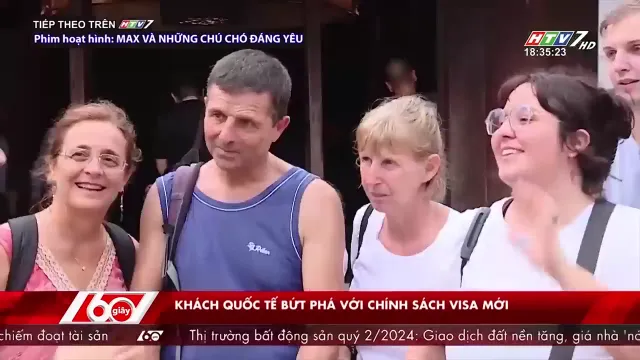 TIẾP THEO TRÊN HTV7
Phim hoạt hình: MAX VÀ NHỮNG CHÚ CHÓ ĐÁNG YÊU
HTV7 HD
18:35:23
60 giây
KHÁCH QUỐC TẾ BỨT PHÁ VỚI CHÍNH SÁCH VISA MỚI
chiếm đoạt tài sản 60 Thị trường bất động sản quý 2/2024: Giao dịch đất nền tăng, giá nhà 'nằ